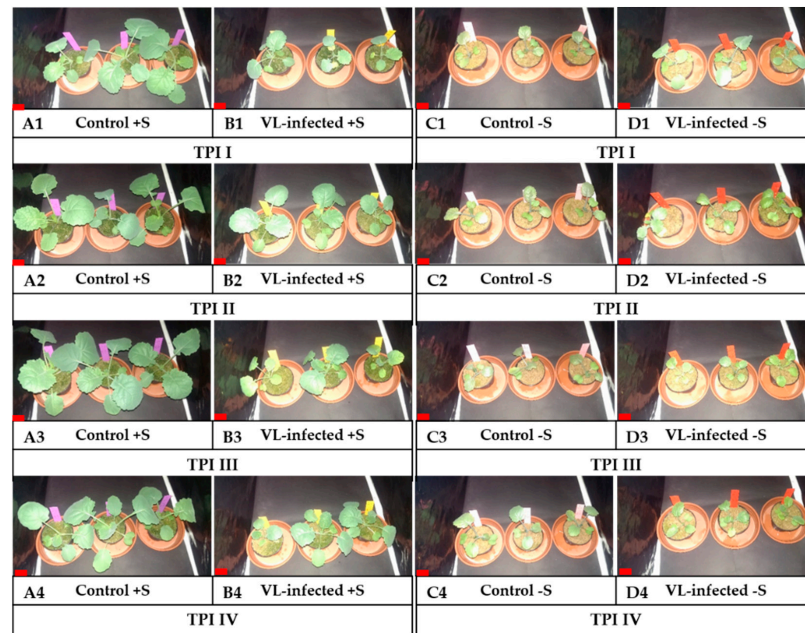 A1 Control +S B1 VL-infected +S C1 Control -S D1 VL-infected -S
TPI I TPI I
A2 Control +S B2 VL-infected +S C2 Control -S D2 VL-infected -S
TPI II TPI II
A3 Control +S B3 VL-infected +S C3 Control -S D3 VL-infected -S
TPI III TPI III
A4 Control +S B4 VL-infected +S C4 Control -S D4 VL-infected -S
TPI IV TPI IV